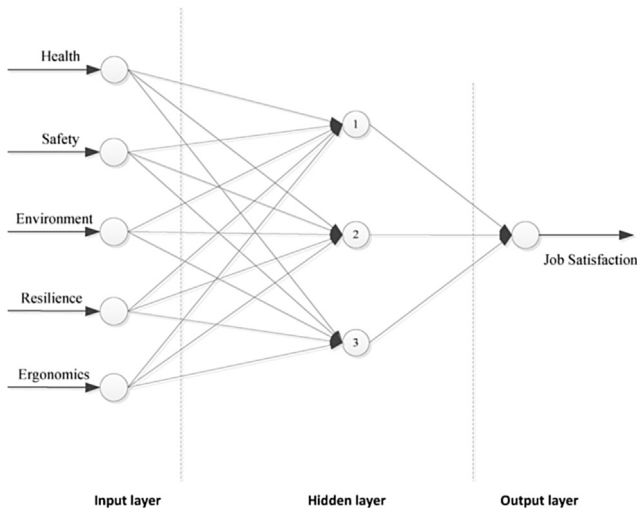 Health
Safety
Environment
Resilience
Ergonomics
1
2
3
Job Satisfaction
Input layer
Hidden layer
Output layer